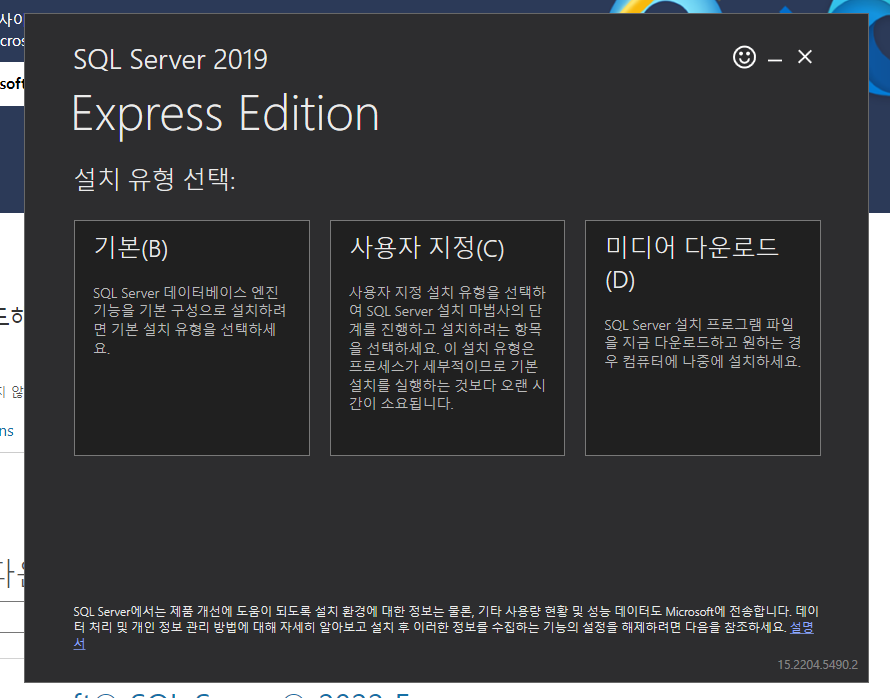 사이
SQL Server 2019
Express Edition
설치 유형 선택:
기본(B)
SQL Server 데이터베이스 엔진
기능을 기본 구성으로 설치하려
면 기본 설치 유형을 선택하세
요.
사용자 지정(C)
사용자 지정 설치 유형을 선택하
여 SQL Server 설치 마법사의 단
계를 진행하고 설치하려는 항목
을 선택하세요. 이 설치 유형은
프로세스가 세부적이므로 기본
설치를 실행하는 것보다 오랜 시
간이 소요됩니다.
미디어 다운로드
(D)
SQL Server 설치 프로그램 파일
을 지금 다운로드하고 원하는 경
우 컴퓨터에 나중에 설치하세요.
SQL Server에서는 제품 개선에 도움이 되도록 설치 환경에 대한 정보는 물론, 기타 사용량 현황 및 성능 데이터도 Microsoft에 전송합니다. 데이
터 처리 및 개인 정보 관리 방법에 대해 자세히 알아보고 설치 후 이러한 정보를 수집하는 기능의 설정을 해제하려면 다음을 참조하세요. 설명
서
15.2204.5490.2